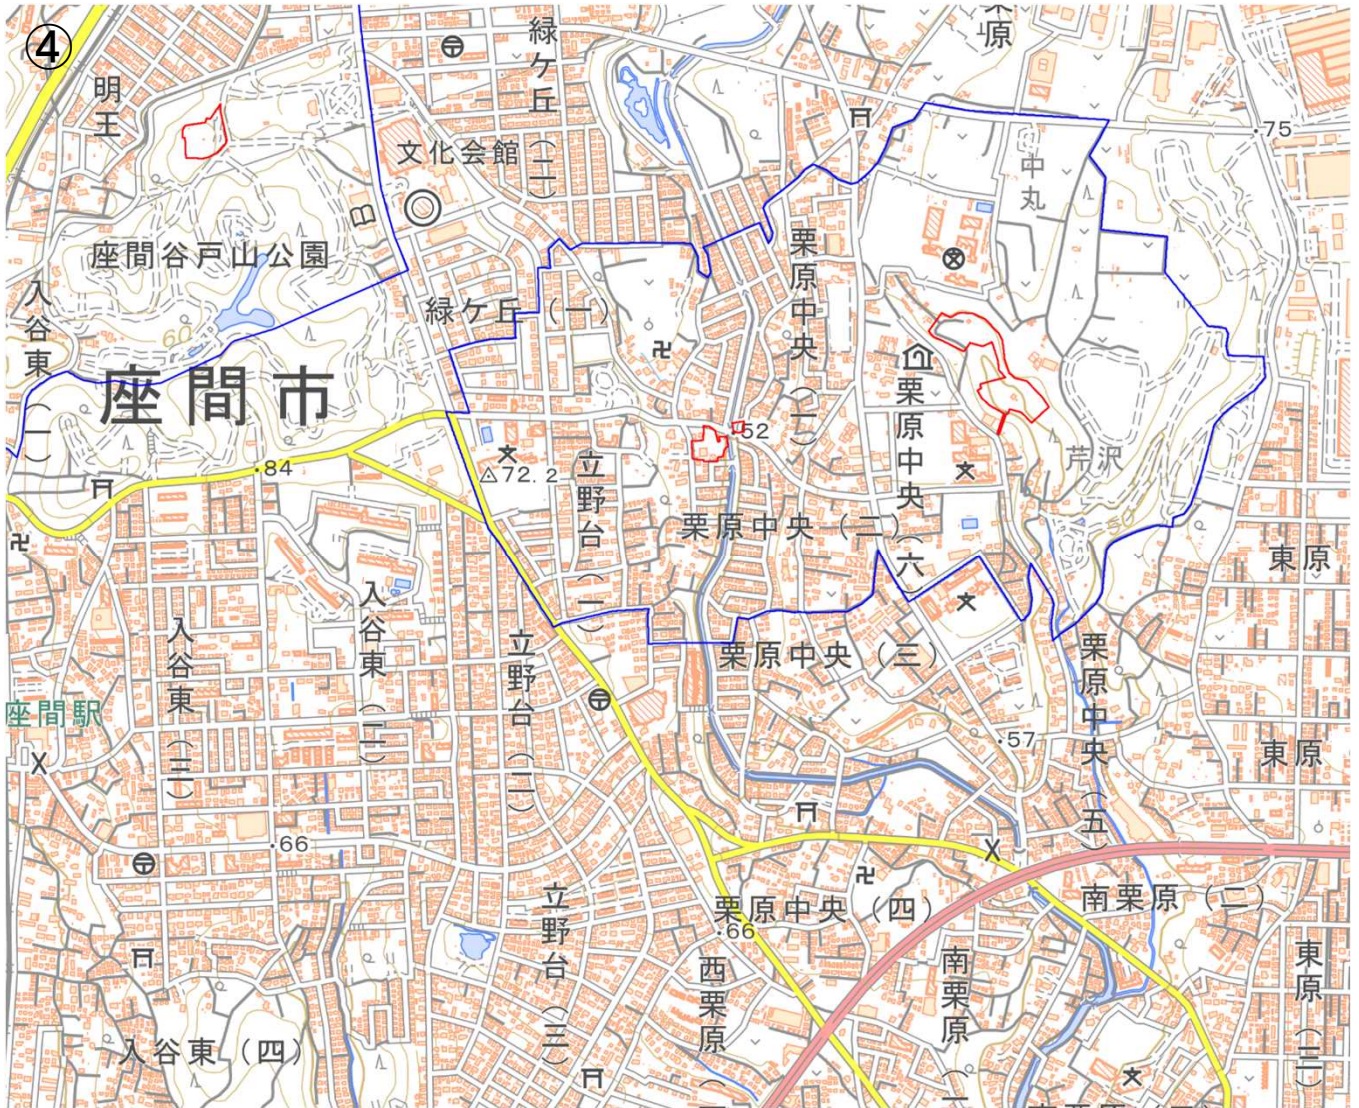 ④
明王
緑ケ丘（二）
文化会館
座間谷戸山公園
入谷東（一）
60
座間市
緑ケ丘（一）
栗原中央（一）
中丸
75
栗原中央（六）
52
芹沢
50
84
72.2
立野台（一）
栗原中央（二）
東原
入谷東（三）
入谷東（二）
立野台（二）
栗原中央（三）
栗原中央（五）
座間駅
57
東原
66
立野台（三）
栗原中央（四）
66
南栗原（二）
西栗原
南栗原
東原（三）
入谷東（四）